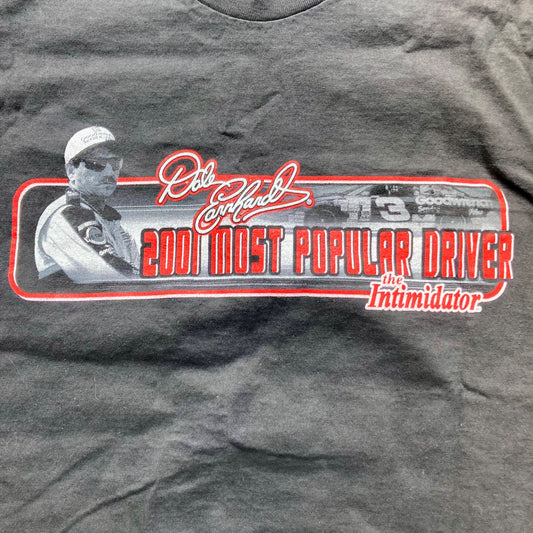 Dale
Earnhardt®
3 Goodwrench
2001 MOST POPULAR DRIVER
the
Intimidator